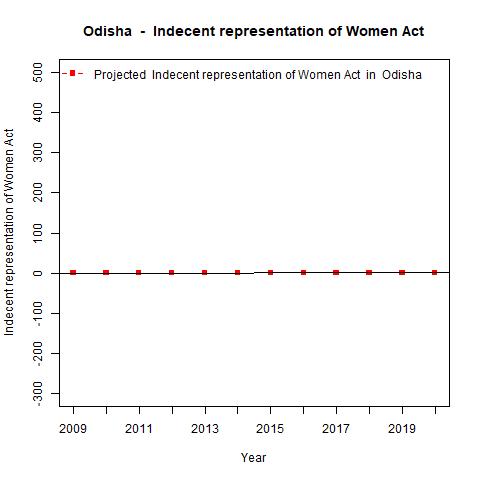 Odisha - Indecent representation of Women Act
Projected Indecent representation of Women Act in Odisha
Indecent representation of Women Act
500
400
300
200
100
0
-100
-200
-300
2009 2011 2013 2015 2017 2019
Year